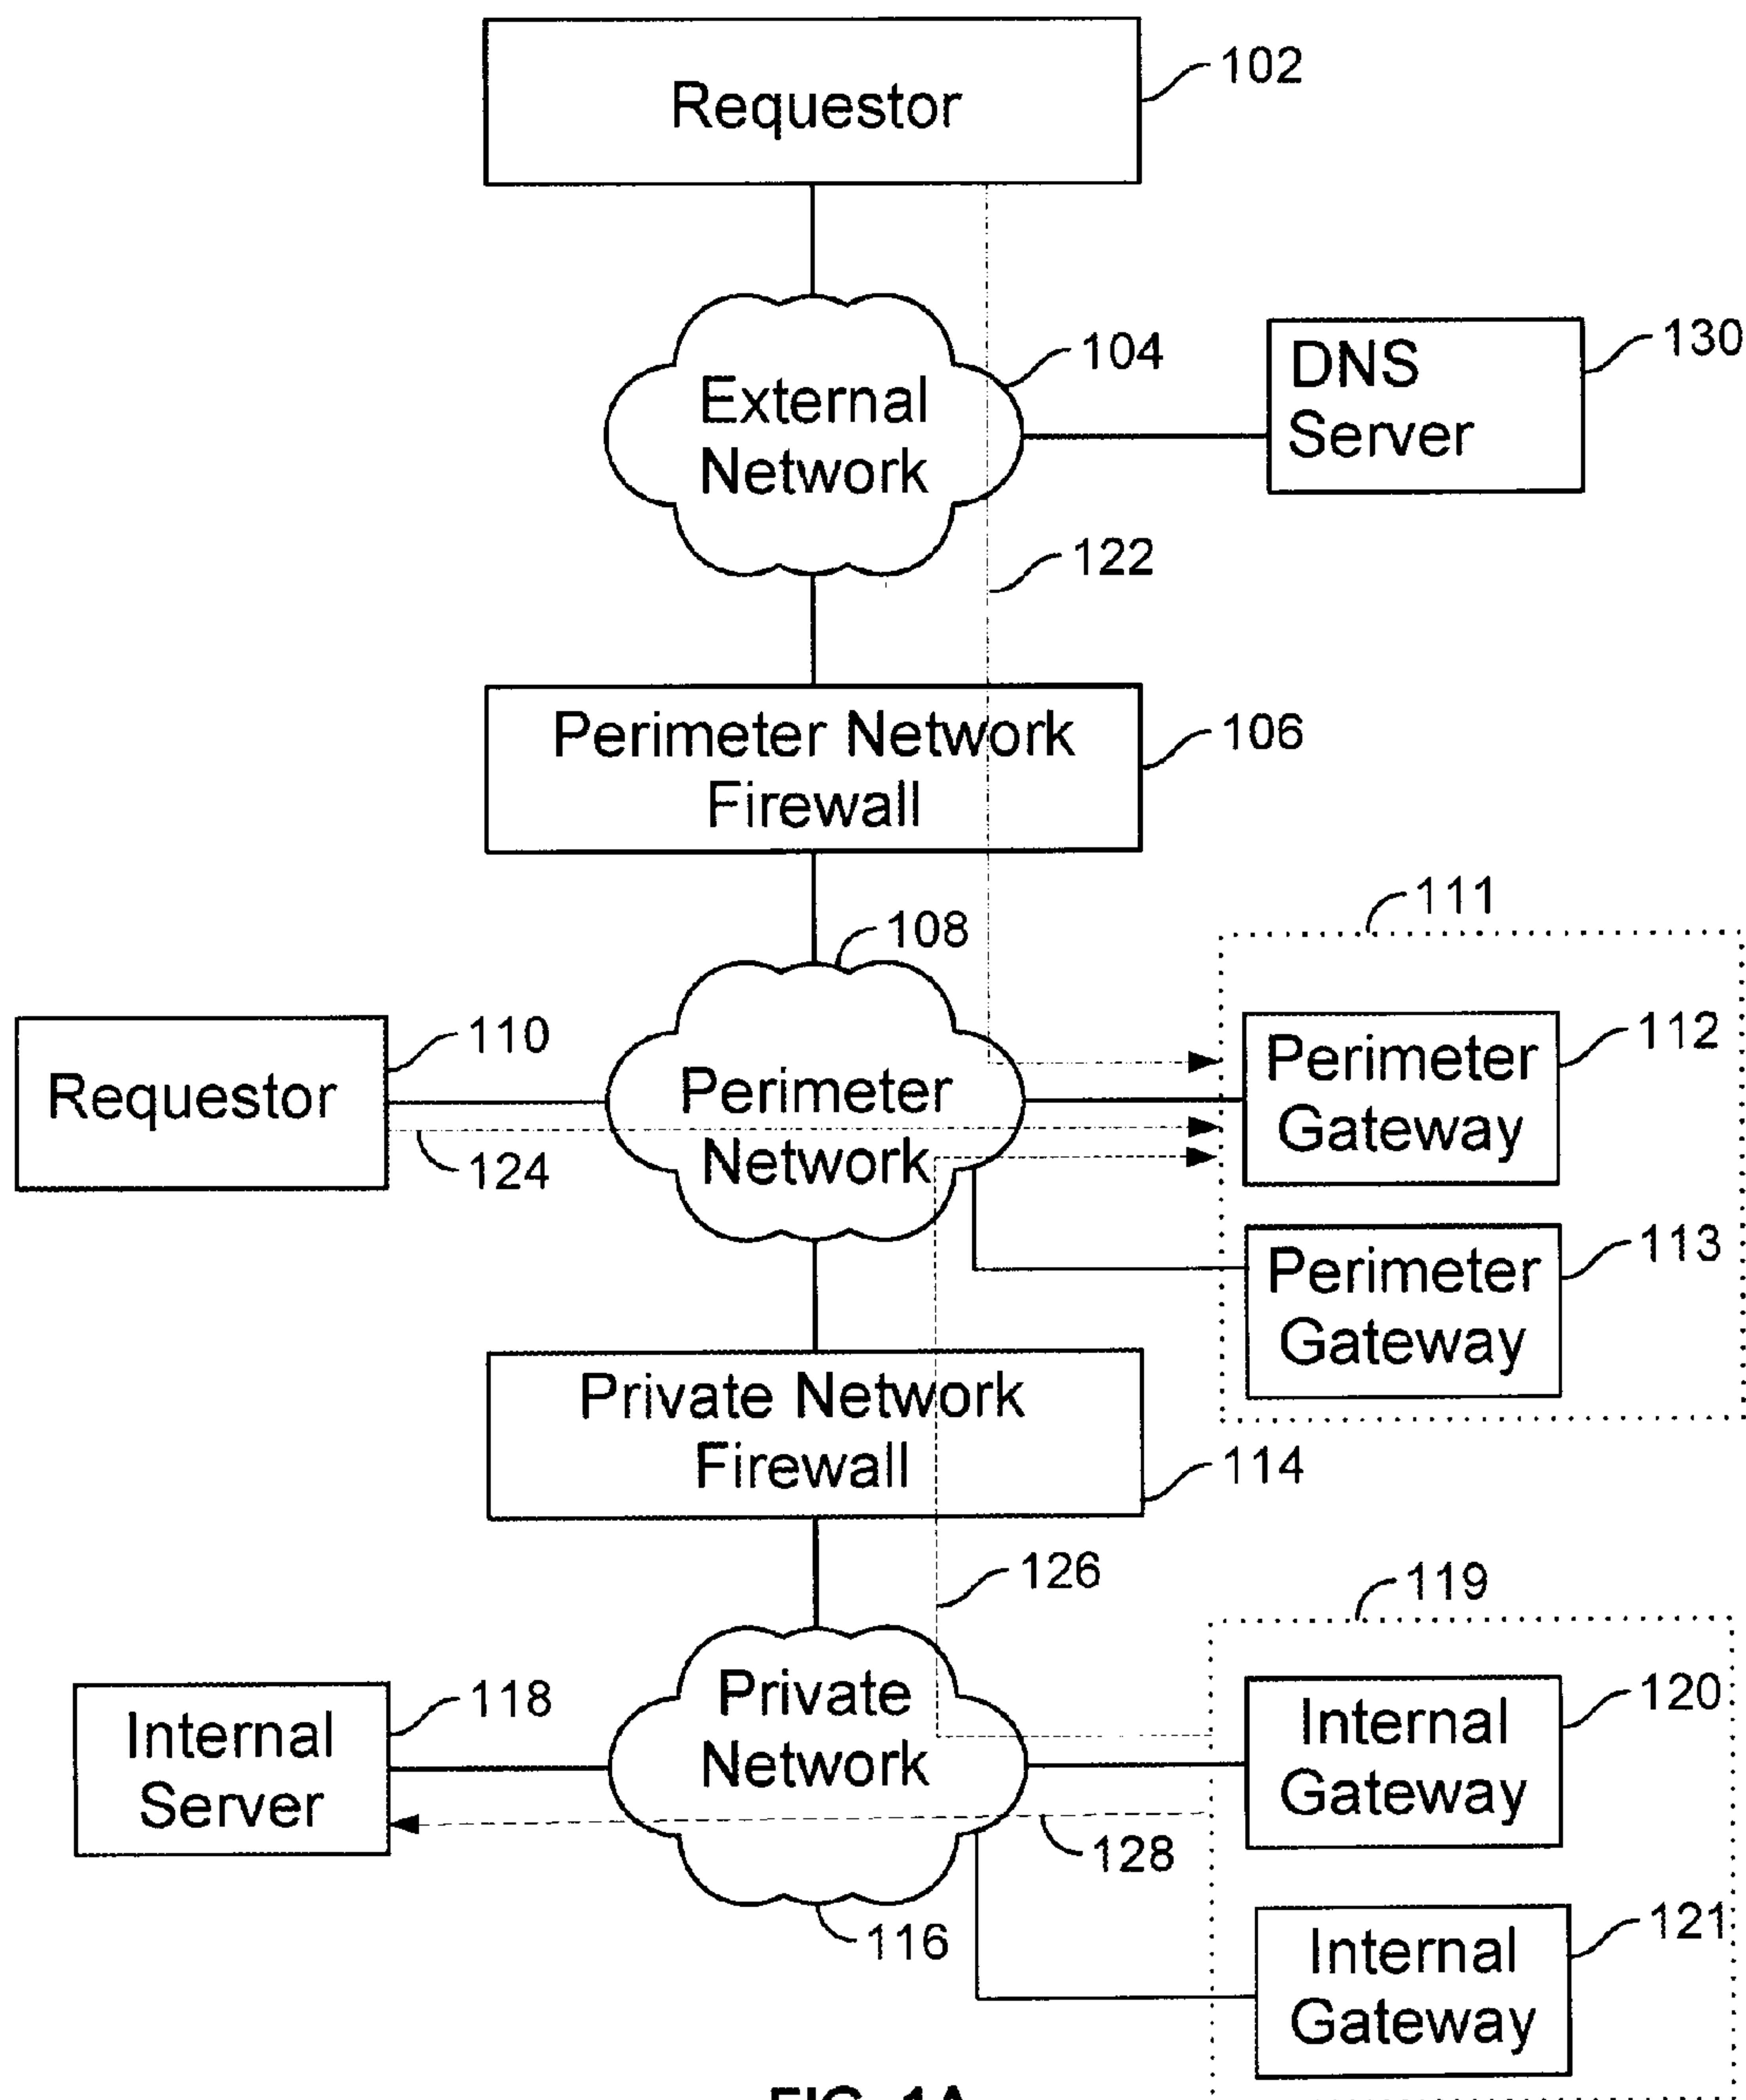 Requestor
102
External
Network
104
DNS
Server
130
122
Perimeter Network
Firewall
106
111
108
Requestor
110
Perimeter
Network
124
Perimeter
Gateway
112
Perimeter
Gateway
113
Private Network
Firewall
114
126
119
Internal
Server
118
Private
Network
Internal
Gateway
120
128
116
Internal
Gateway
121
FIG. 1A